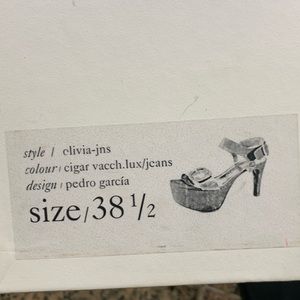 style / olivia-jns
colour / cigar vacch.lux/jeans
design / pedro garcía
size/38 1/2